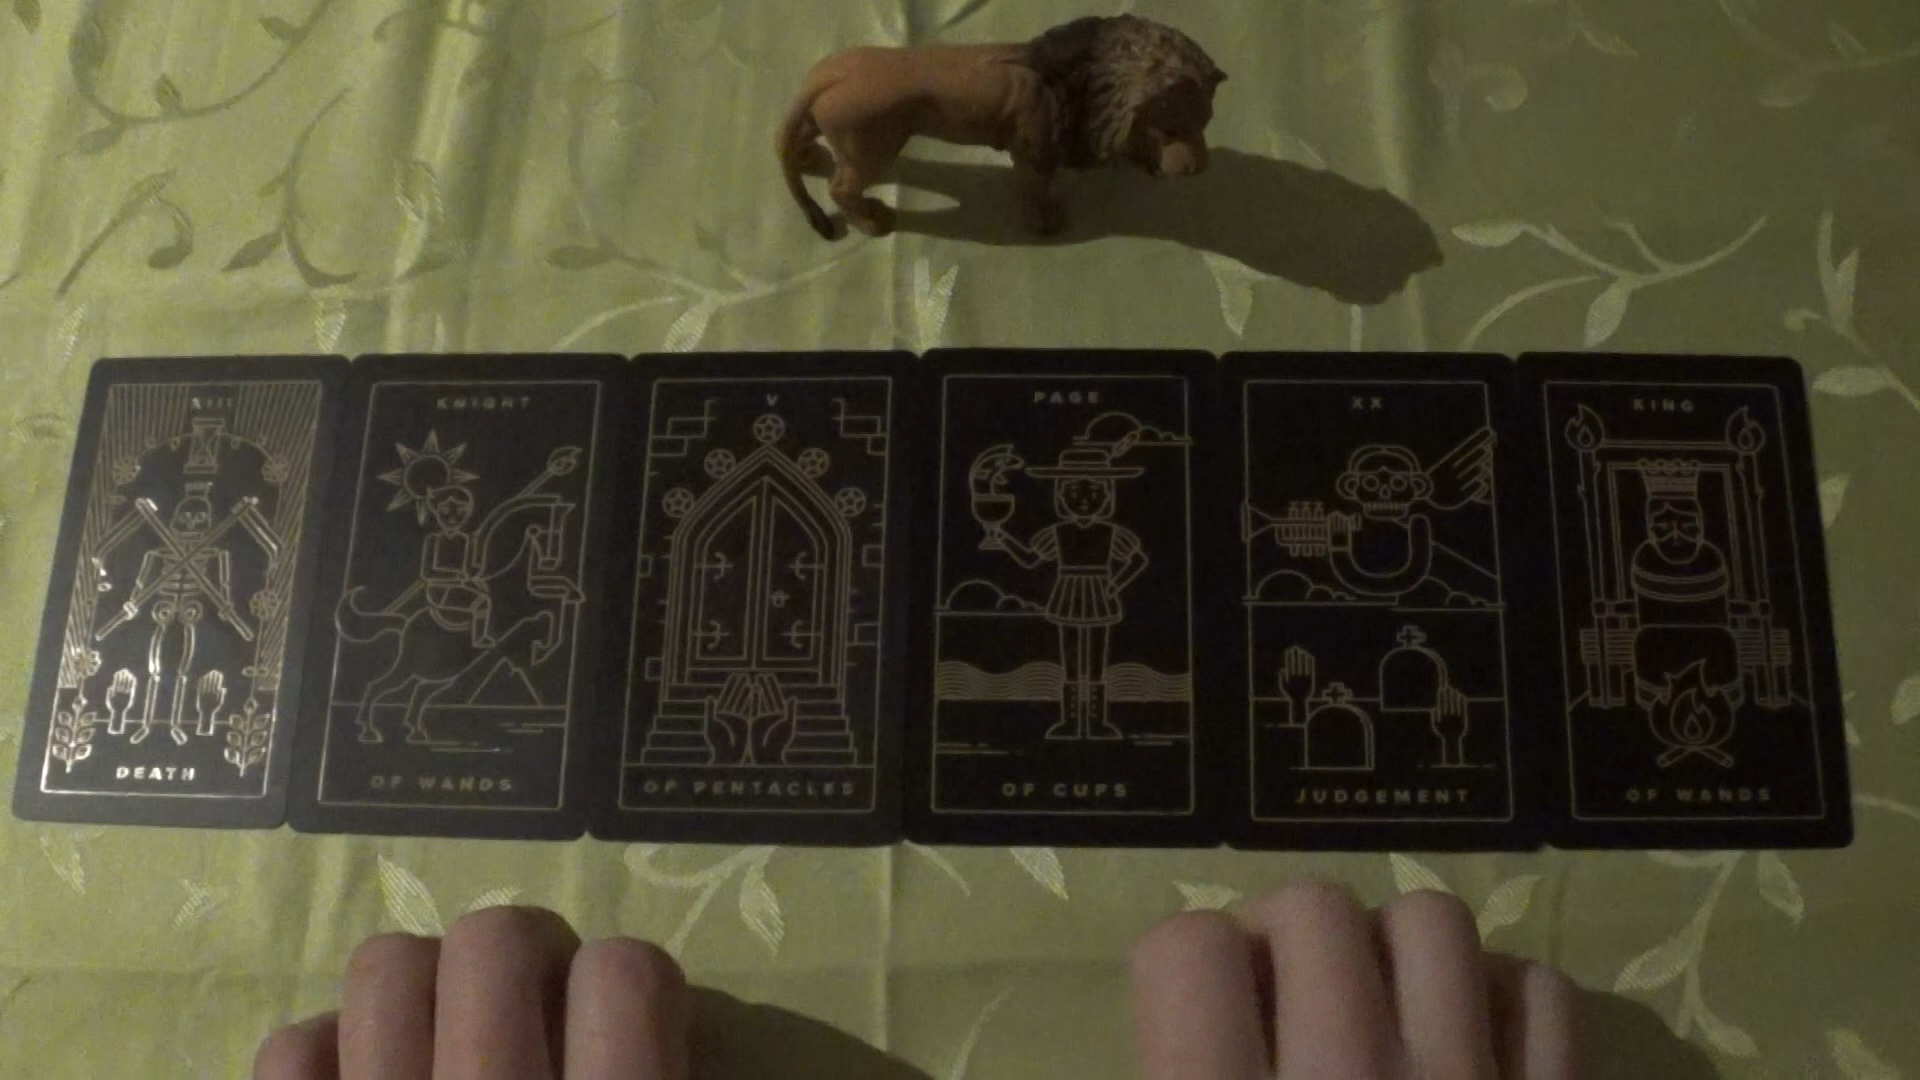 XIII
DEATH
KNIGHT
OF WANDS
V
OF PENTACLES
PAGE
OF CUPS
XX
JUDGEMENT
KING
OF WANDS